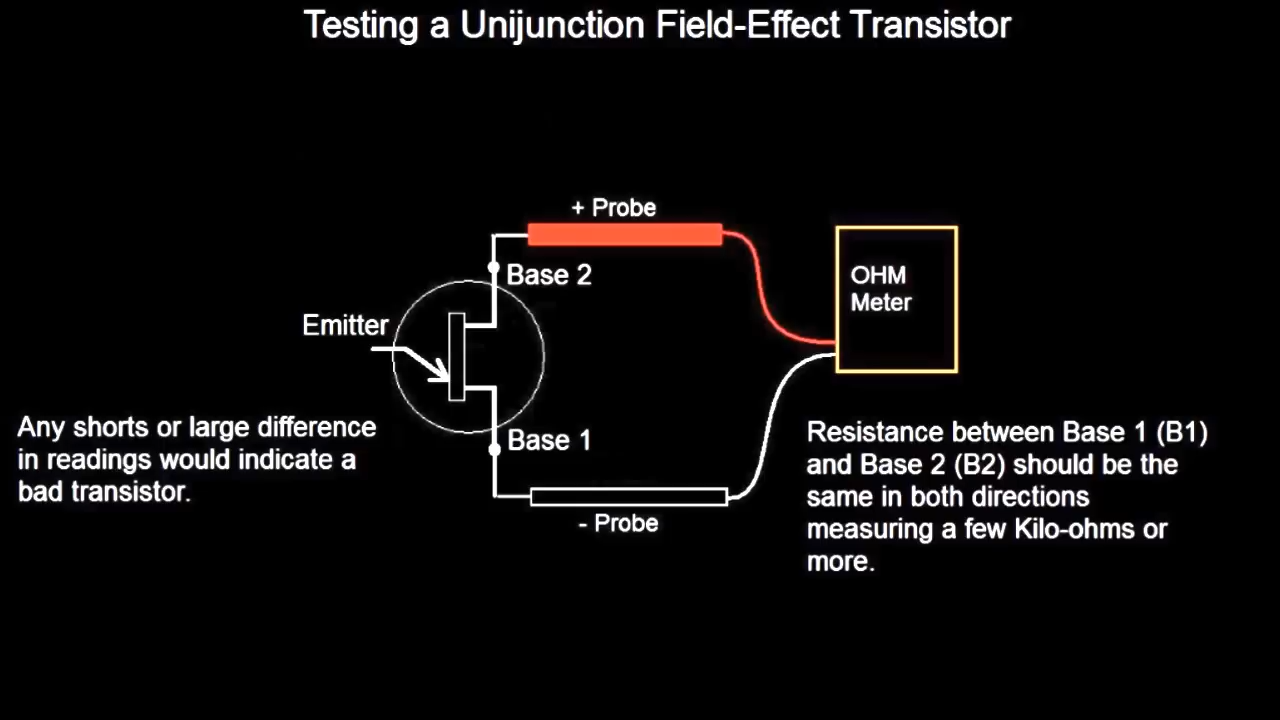 Testing a Unijunction Field-Effect Transistor
+ Probe
Base 2
OHM
Meter
Emitter
Base 1
- Probe
Any shorts or large difference
in readings would indicate a
bad transistor.
Resistance between Base 1 (B1)
and Base 2 (B2) should be the
same in both directions
measuring a few Kilo-ohms or
more.